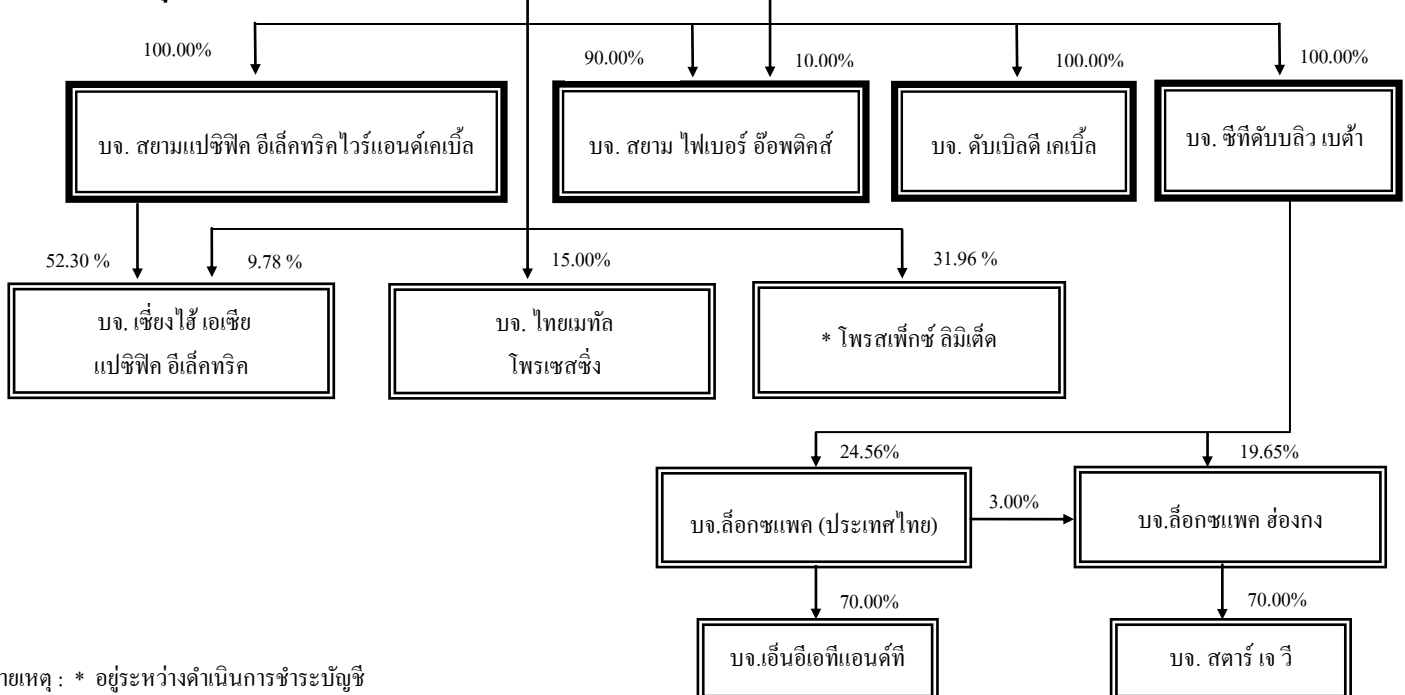 100.00%
90.00%
10.00%
100.00%
100.00%
บจ. สยามแปซิฟิค อีเล็คทริคไวร์แอนด์เคเบิ้ล
บจ. สยาม ไฟเบอร์ อ๊อพติคส์
บจ. ดับเบิลดี เคเบิ้ล
บจ. ซีทีดับบลิว เบต้า
52.30 %
9.78 %
15.00%
31.96 %
บจ. เซี่ยงไฮ้ เอเซีย
แปซิฟิค อีเล็คทริค
บจ. ไทยเมทัล
โพรเซสซิ่ง
* โพรสเพ็กซ์ ลิมิเต็ด
24.56%
19.65%
บจ.ล็อกซแพค (ประเทศไทย)
3.00%
บจ.ล็อกซแพค ฮ่องกง
70.00%
70.00%
บจ.เอ็นอีเอทีแอนด์ที
บจ. สตาร์ เจ วี
ายเหตุ : * อยู่ระหว่างดำเนินการชำระบัญชี